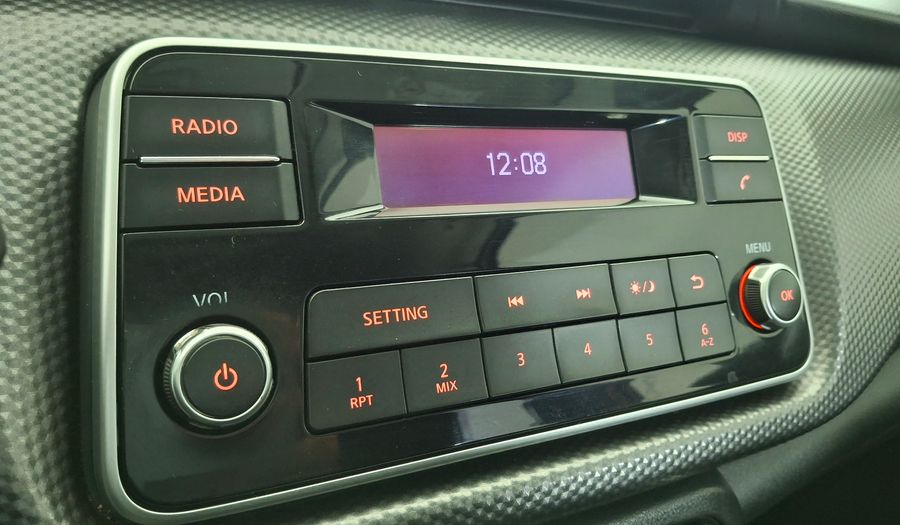 RADIO
MEDIA
12:08
DISP
MENU
OK
VOL
SETTING
1
RPT
2
MIX
3
4
5
6
A-Z